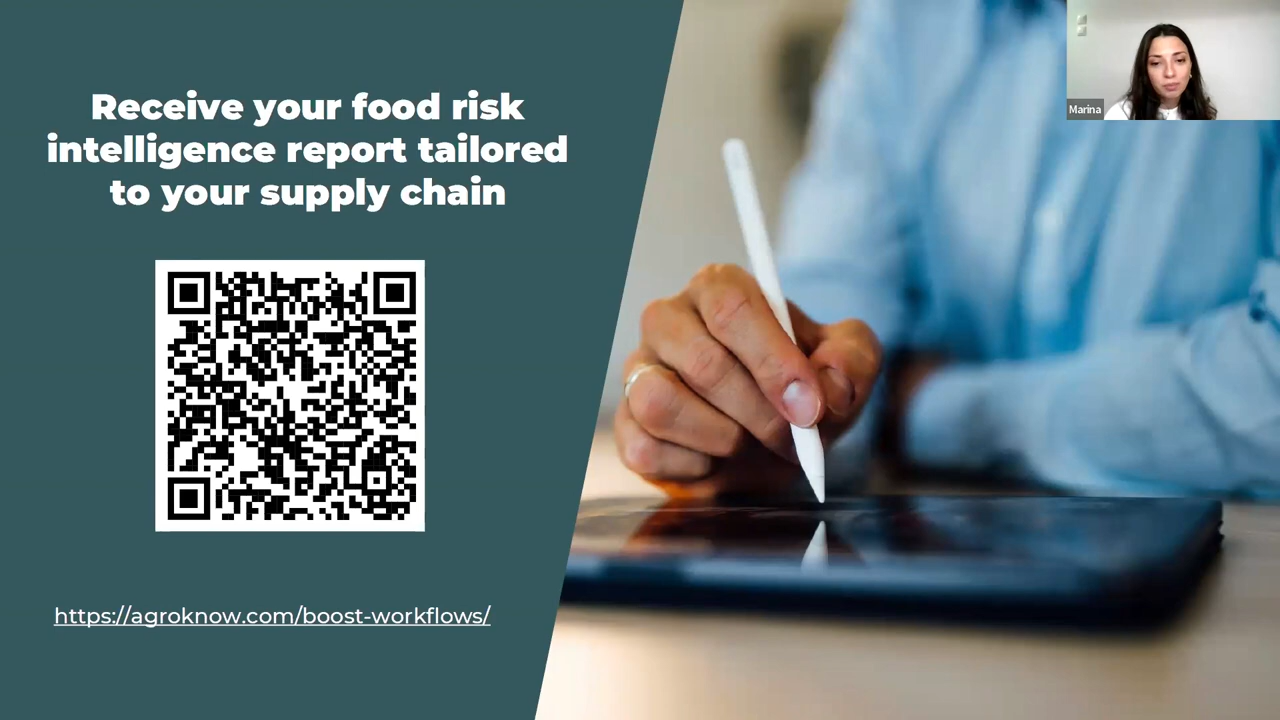 Receive your food risk
intelligence report tailored
to your supply chain
https://agroknow.com/boost-workflows/
Marina